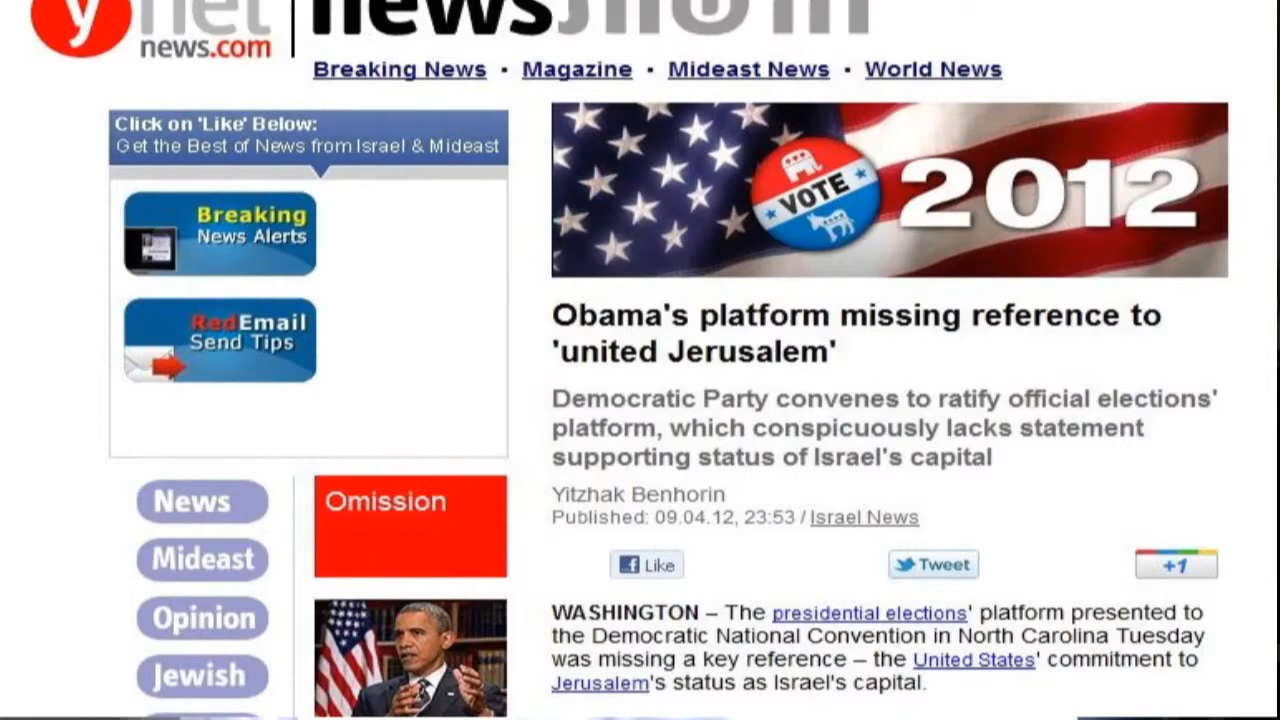 ynet
news.com
news
Breaking News · Magazine · Mideast News · World News
Click on 'Like' Below:
Get the Best of News from Israel & Mideast
Breaking
News Alerts
RedEmail
Send Tips
VOTE
2012
Obama's platform missing reference to
'united Jerusalem'
Democratic Party convenes to ratify official elections'
platform, which conspicuously lacks statement
supporting status of Israel's capital
Yitzhak Benhorin
Published: 09.04.12, 23:53 / Israel News
Like
Tweet
+1
News
Mideast
Opinion
Jewish
Omission
WASHINGTON – The presidential elections' platform presented to
the Democratic National Convention in North Carolina Tuesday
was missing a key reference – the United States' commitment to
Jerusalem's status as Israel's capital.